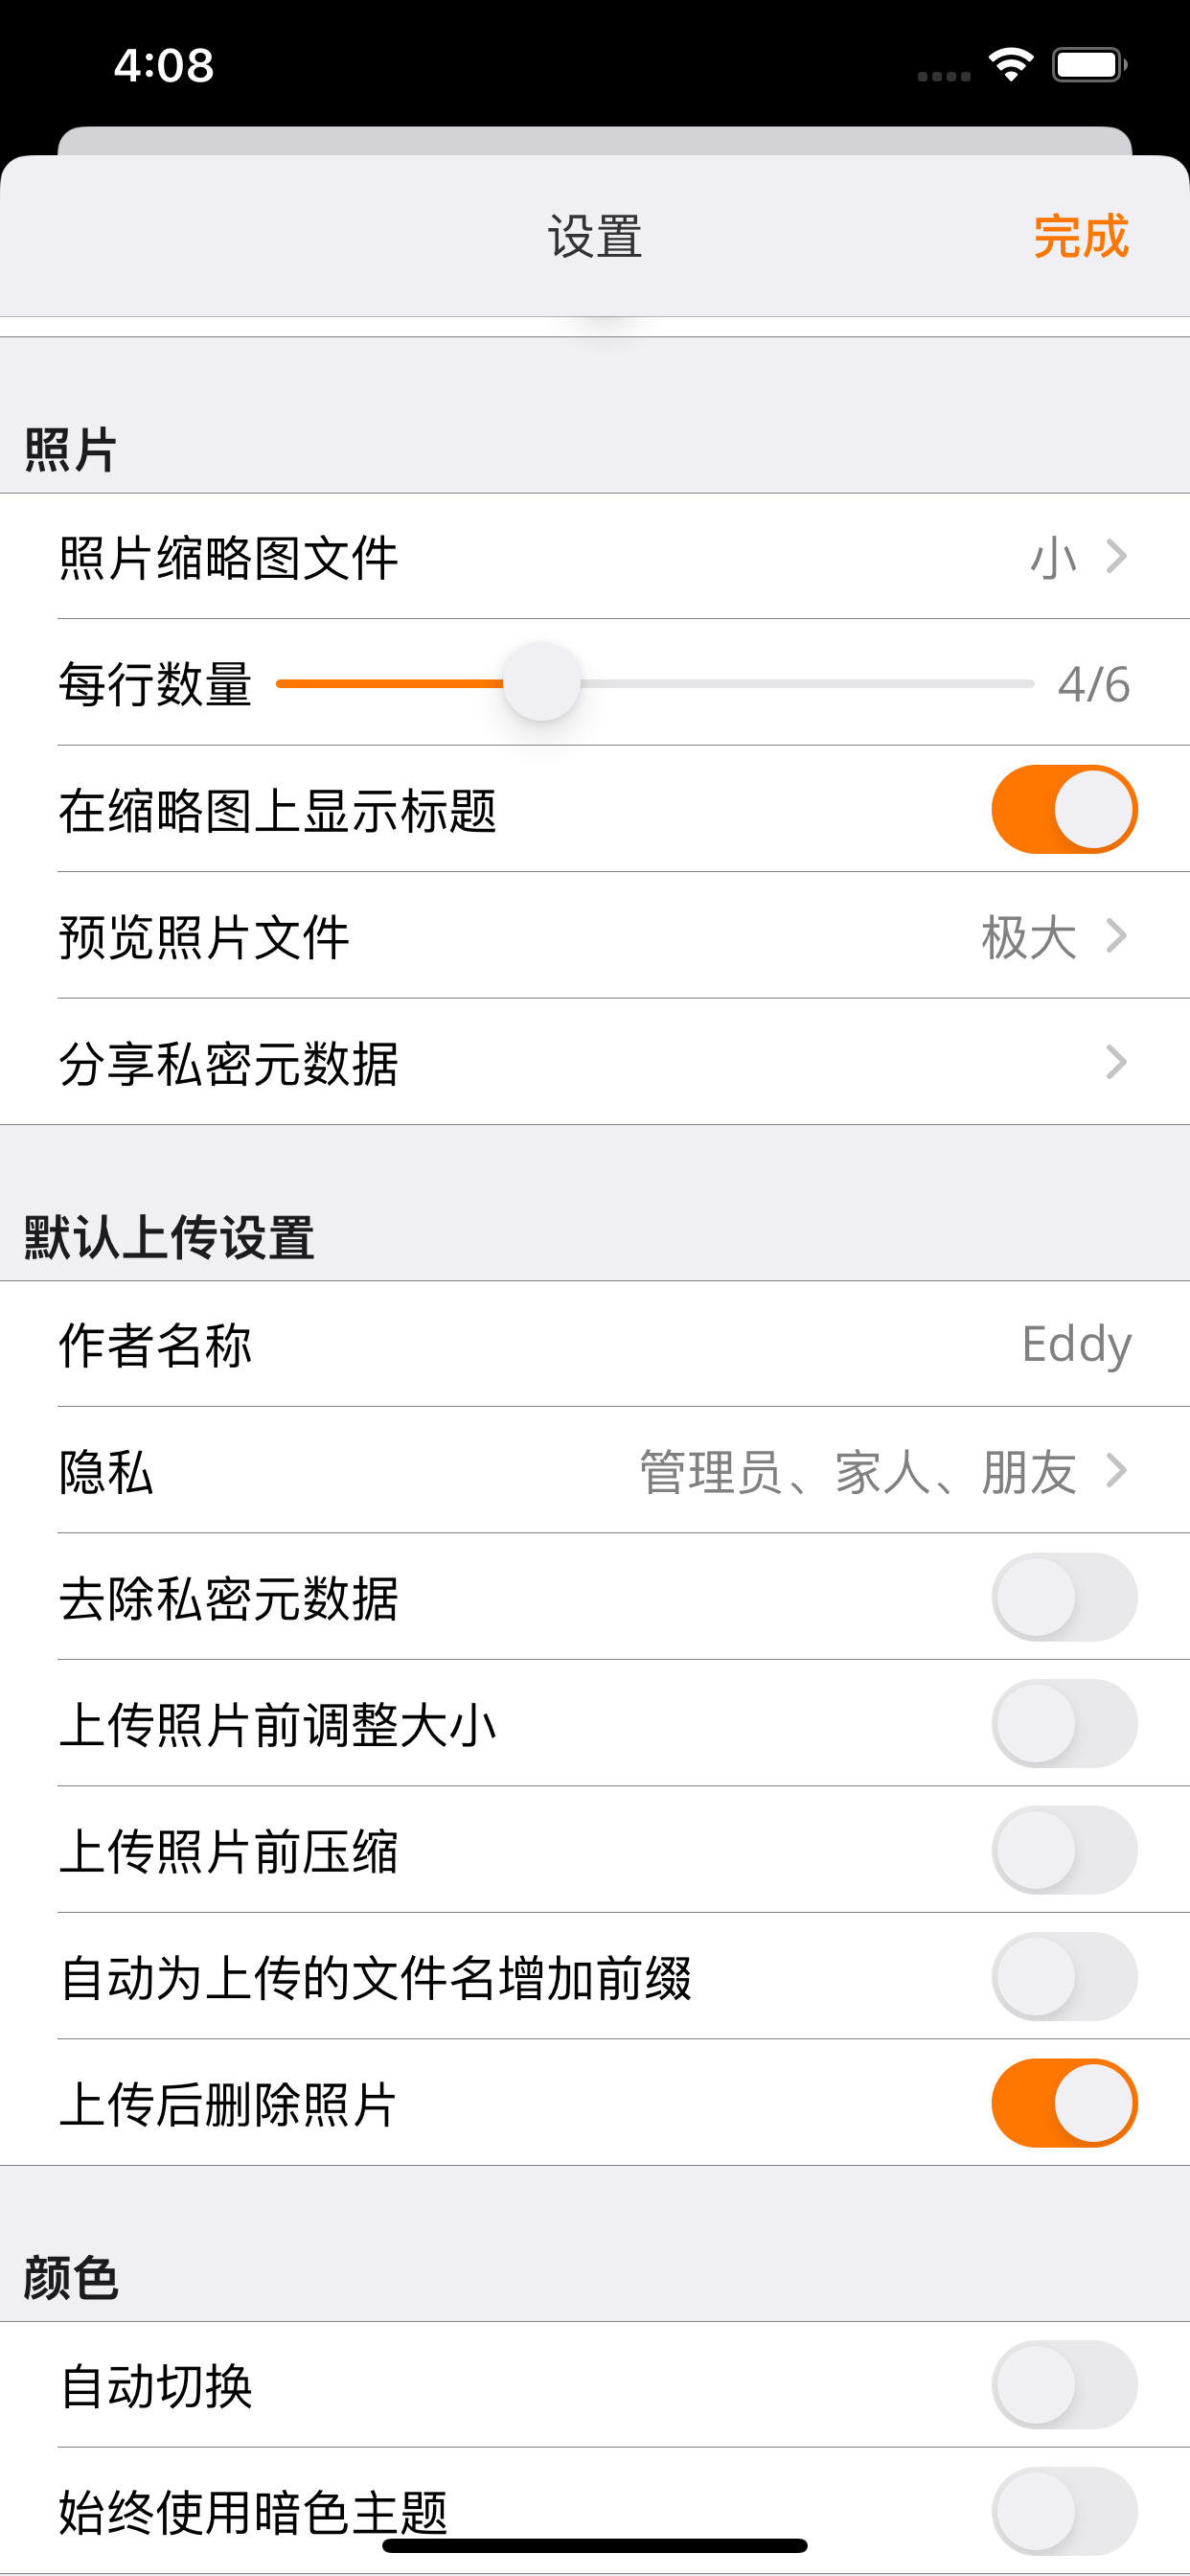 4:08
设置
完成
照片
照片缩略图文件
小
每行数量
4/6
在缩略图上显示标题
预览照片文件
极大
分享私密元数据
默认上传设置
作者名称
Eddy
隐私
管理员、家人、朋友
去除私密元数据
上传照片前调整大小
上传照片前压缩
自动为上传的文件名增加前缀
上传后删除照片
颜色
自动切换
始终使用暗色主题